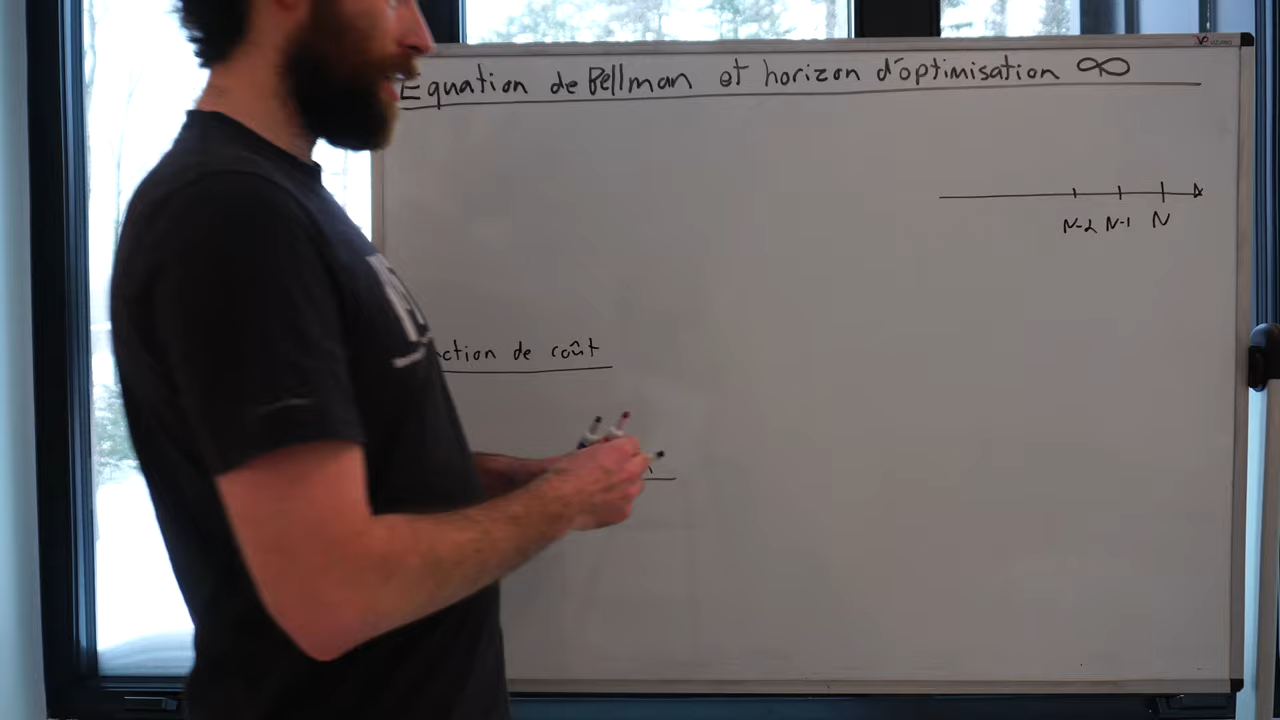 Equation de Bellman et horizon d'optimisation ∞
N-2 N-1 N
ction de coût